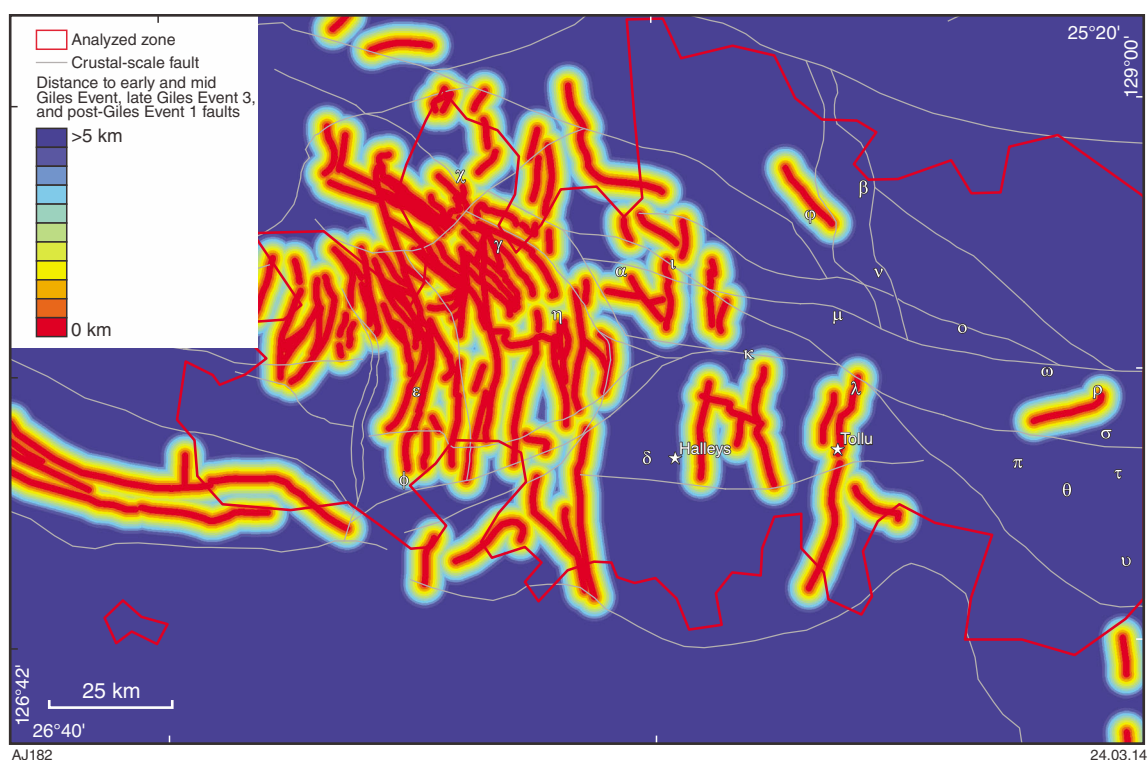 Analyzed zone
Crustal-scale fault
Distance to early and mid
Giles Event, late Giles Event 3,
and post-Giles Event 1 faults
>5 km
0 km
25°20'
129°00'
χ
β
φ
γ
α
ι
ν
η
μ
ο
κ
ω
ε
λ
ρ
σ
Tollu
Halleys
δ
π
τ
ϕ
θ
υ
25 km
126°42'
26°40'
AJ182
24.03.14